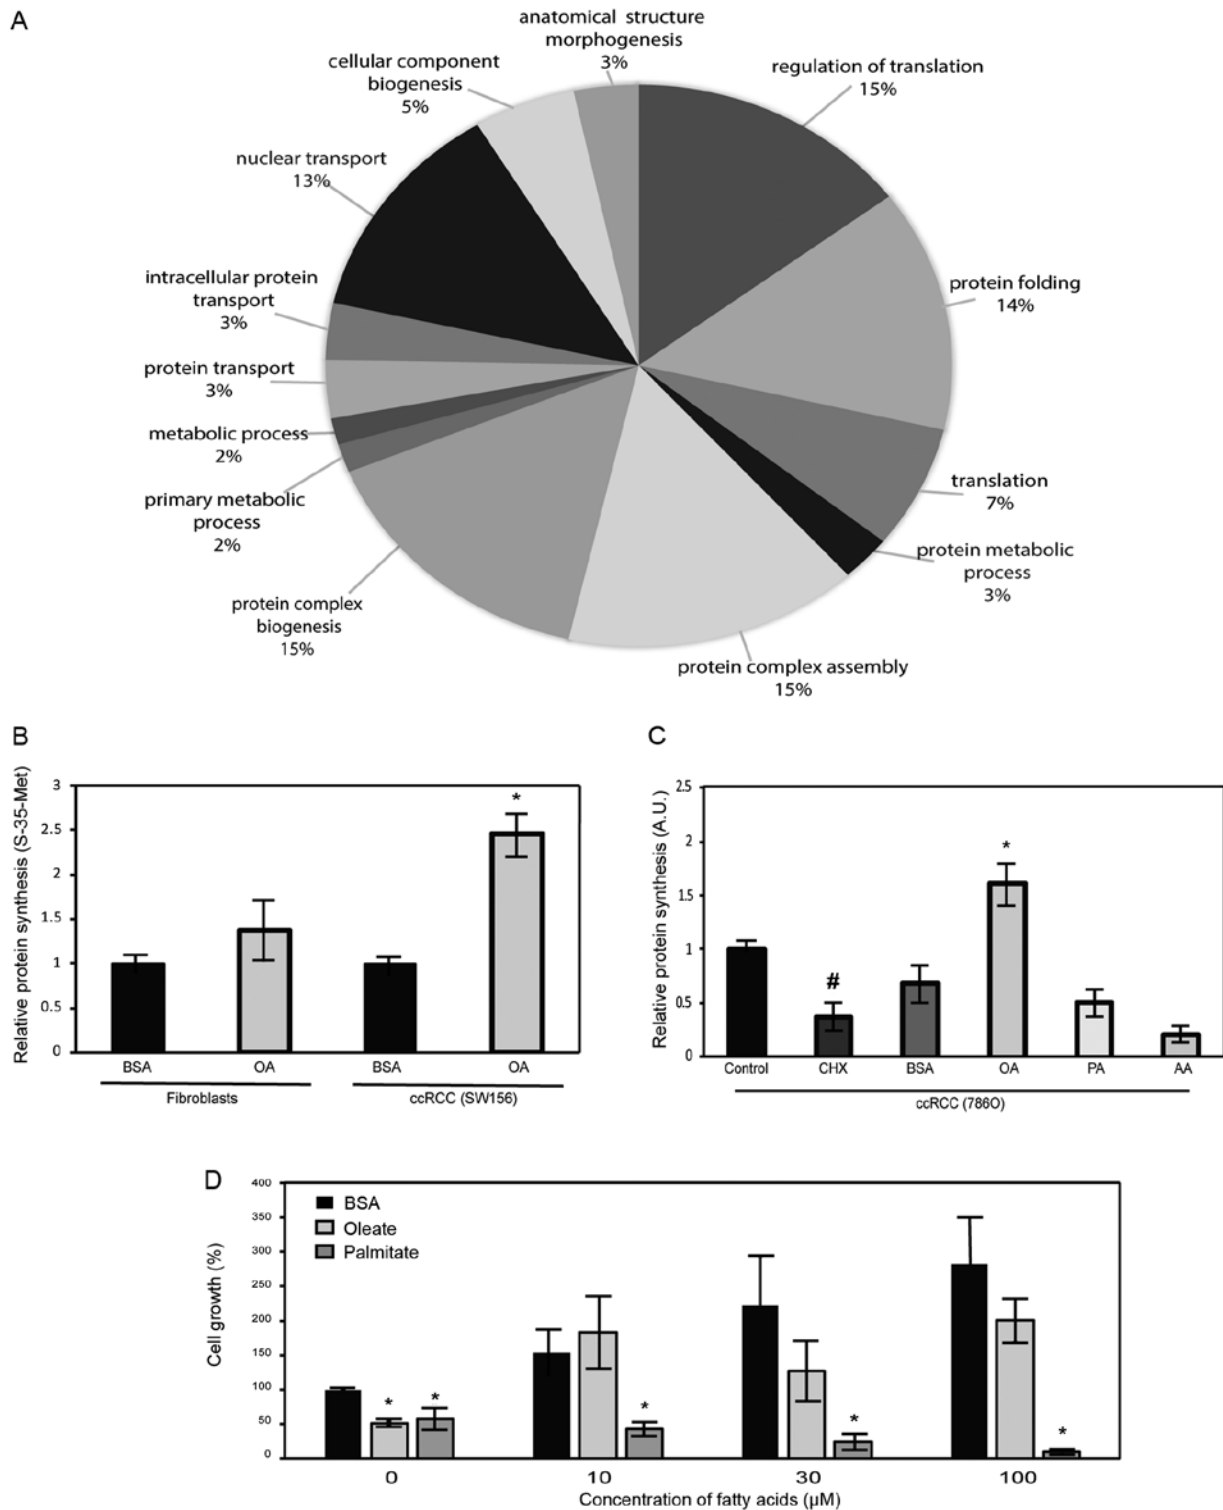 A
anatomical structure
morphogenesis
3%
cellular component
biogenesis
5%
regulation of translation
15%
nuclear transport
13%
protein folding
14%
intracellular protein
transport
3%
protein transport
3%
metabolic process
2%
translation
7%
primary metabolic
process
2%
protein metabolic
process
3%
protein complex
biogenesis
15%
protein complex assembly
15%
B
Relative protein synthesis (S-35-Met)
3
2.5
2
1.5
1
0.5
0
*
BSA
OA
BSA
OA
Fibroblasts
ccRCC (SW156)
C
Relative protein synthesis (A.U.)
2.5
2
1.5
1
0.5
0
#
*
Control
CHX
BSA
OA
PA
AA
ccRCC (786O)
D
Cell growth (%)
400
350
300
250
200
150
100
50
0
BSA
Oleate
Palmitate
*
*
*
*
*
0
10
30
100
Concentration of fatty acids (µM)